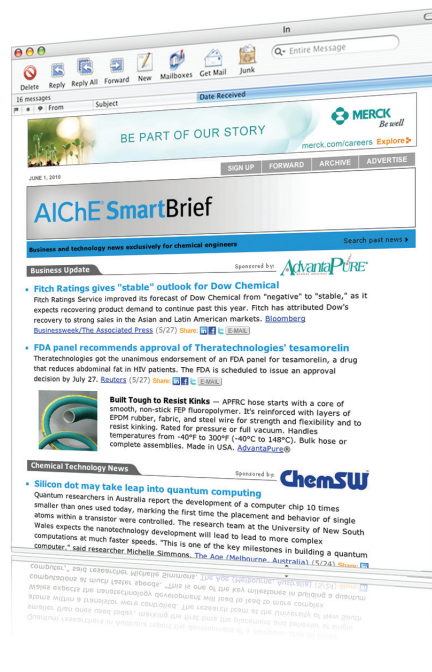 In
Entire Message
Delete Reply Reply All Forward New Mailboxes Get Mail Junk
16 messages
From Subject Date Received
MERCK
Be well
BE PART OF OUR STORY
merck.com/careers Explore
SIGN UP FORWARD ARCHIVE ADVERTISE
JUNE 1, 2010
AIChE SmartBrief
Business and technology news exclusively for chemical engineers
Search past news
Business Update
Sponsored by: AdvantaPURE
Fitch Ratings gives "stable" outlook for Dow Chemical
Fitch Ratings Service improved its forecast of Dow Chemical from "negative" to "stable," as it
expects recovering product demand to continue past this year. Fitch has attributed Dow's
recovery to strong sales in the Asian and Latin American markets. Bloomberg
Businessweek/The Associated Press (5/27) Share: E-MAIL
FDA panel recommends approval of Theratechnologies' tesamorelin
Theratechnologies got the unanimous endorsement of an FDA panel for tesamorelin, a drug
that reduces abdominal fat in HIV patients. The FDA is scheduled to issue an approval
decision by July 27. Reuters (5/27) Share: E-MAIL
Built Tough to Resist Kinks — APFRC hose starts with a core of
smooth, non-stick FEP fluoropolymer. It's reinforced with layers of
EPDM rubber, fabric, and steel wire for strength and flexibility and to
resist kinking. Rated for pressure or full vacuum. Handles
temperatures from -40°F to 300°F (-40°C to 148°C). Bulk hose or
complete assemblies. Made in USA. AdvantaPure®
Chemical Technology News
Sponsored by: ChemSW
Silicon dot may take leap into quantum computing
Quantum researchers in Australia report the development of a computer chip 10 times
smaller than ones used today, marking the first time the placement and behavior of single
atoms within a transistor were controlled. The research team at the University of New South
Wales expects the nanotechnology development will lead to lead to more complex
computations at much faster speeds. "This is one of the key milestones in building a quantum
computer," said researcher Michelle Simmons. The Age (Melbourne, Australia) (5/24) Share: